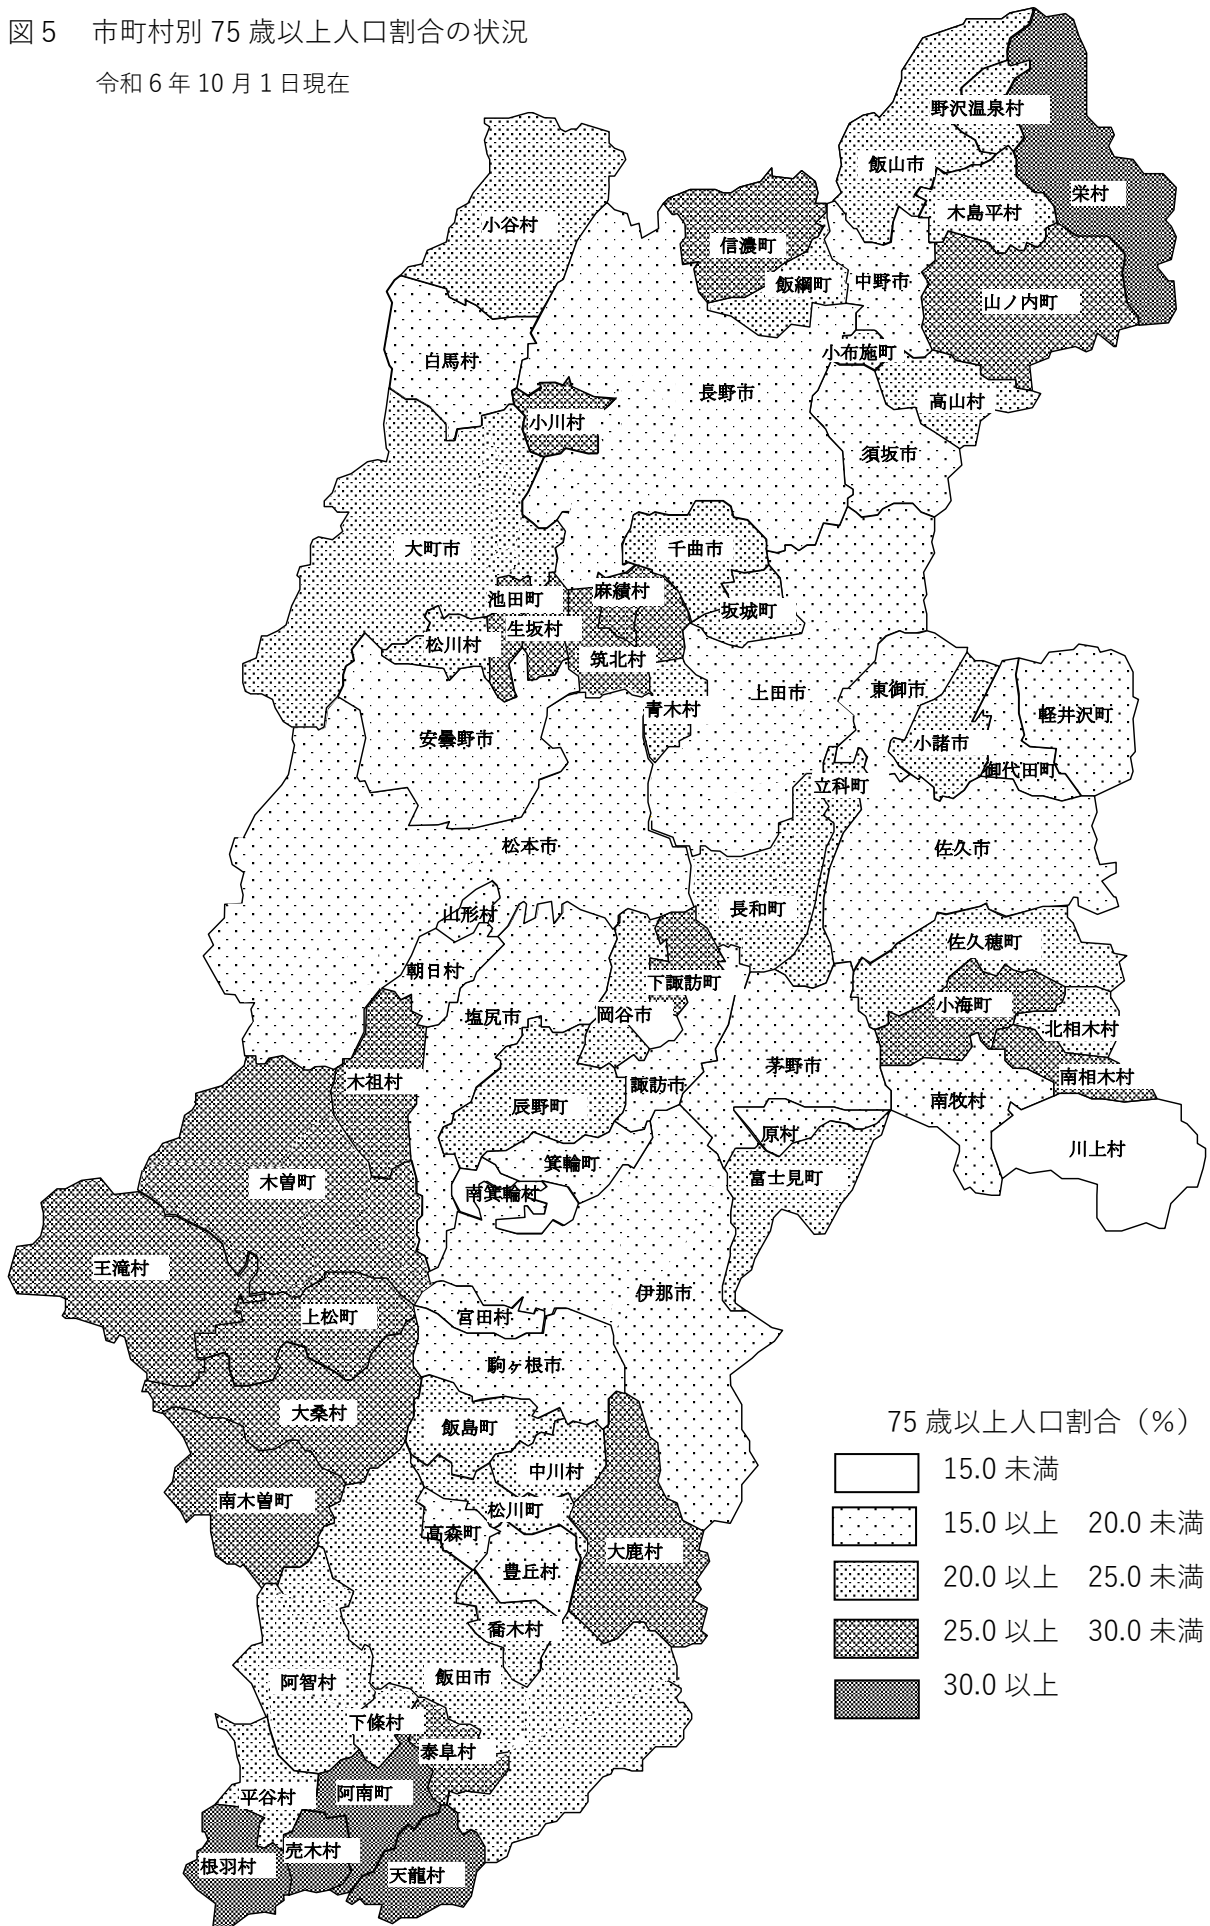 図5 市町村別 75 歳以上人口割合の状況
令和 6 年 10 月 1 日現在
野沢温泉村
飯山市
栄村
木島平村
小谷村
信濃町
飯綱町
中野市
山ノ内町
小布施町
白馬村
長野市
高山村
小川村
須坂市
大町市
千曲市
麻績村
池田町
坂城町
生坂村
松川村
筑北村
東御市
上田市
青木村
軽井沢町
安曇野市
小諸市
御代田町
立科町
松本市
佐久市
長和町
山形村
佐久穂町
朝日村
下諏訪町
小海町
塩尻市
岡谷市
北相木村
茅野市
南相木村
木祖村
諏訪市
南牧村
辰野町
原村
川上村
箕輪町
富士見町
木曽町
南箕輪村
王滝村
伊那市
上松町
宮田村
駒ヶ根市
大桑村
飯島町
中川村
南木曽町
松川町
高森町
大鹿村
豊丘村
喬木村
阿智村
飯田市
下條村
泰阜村
平谷村
阿南町
売木村
根羽村
天龍村
75 歳以上人口割合（%）
15.0 未満
15.0 以上 20.0 未満
20.0 以上 25.0 未満
25.0 以上 30.0 未満
30.0 以上